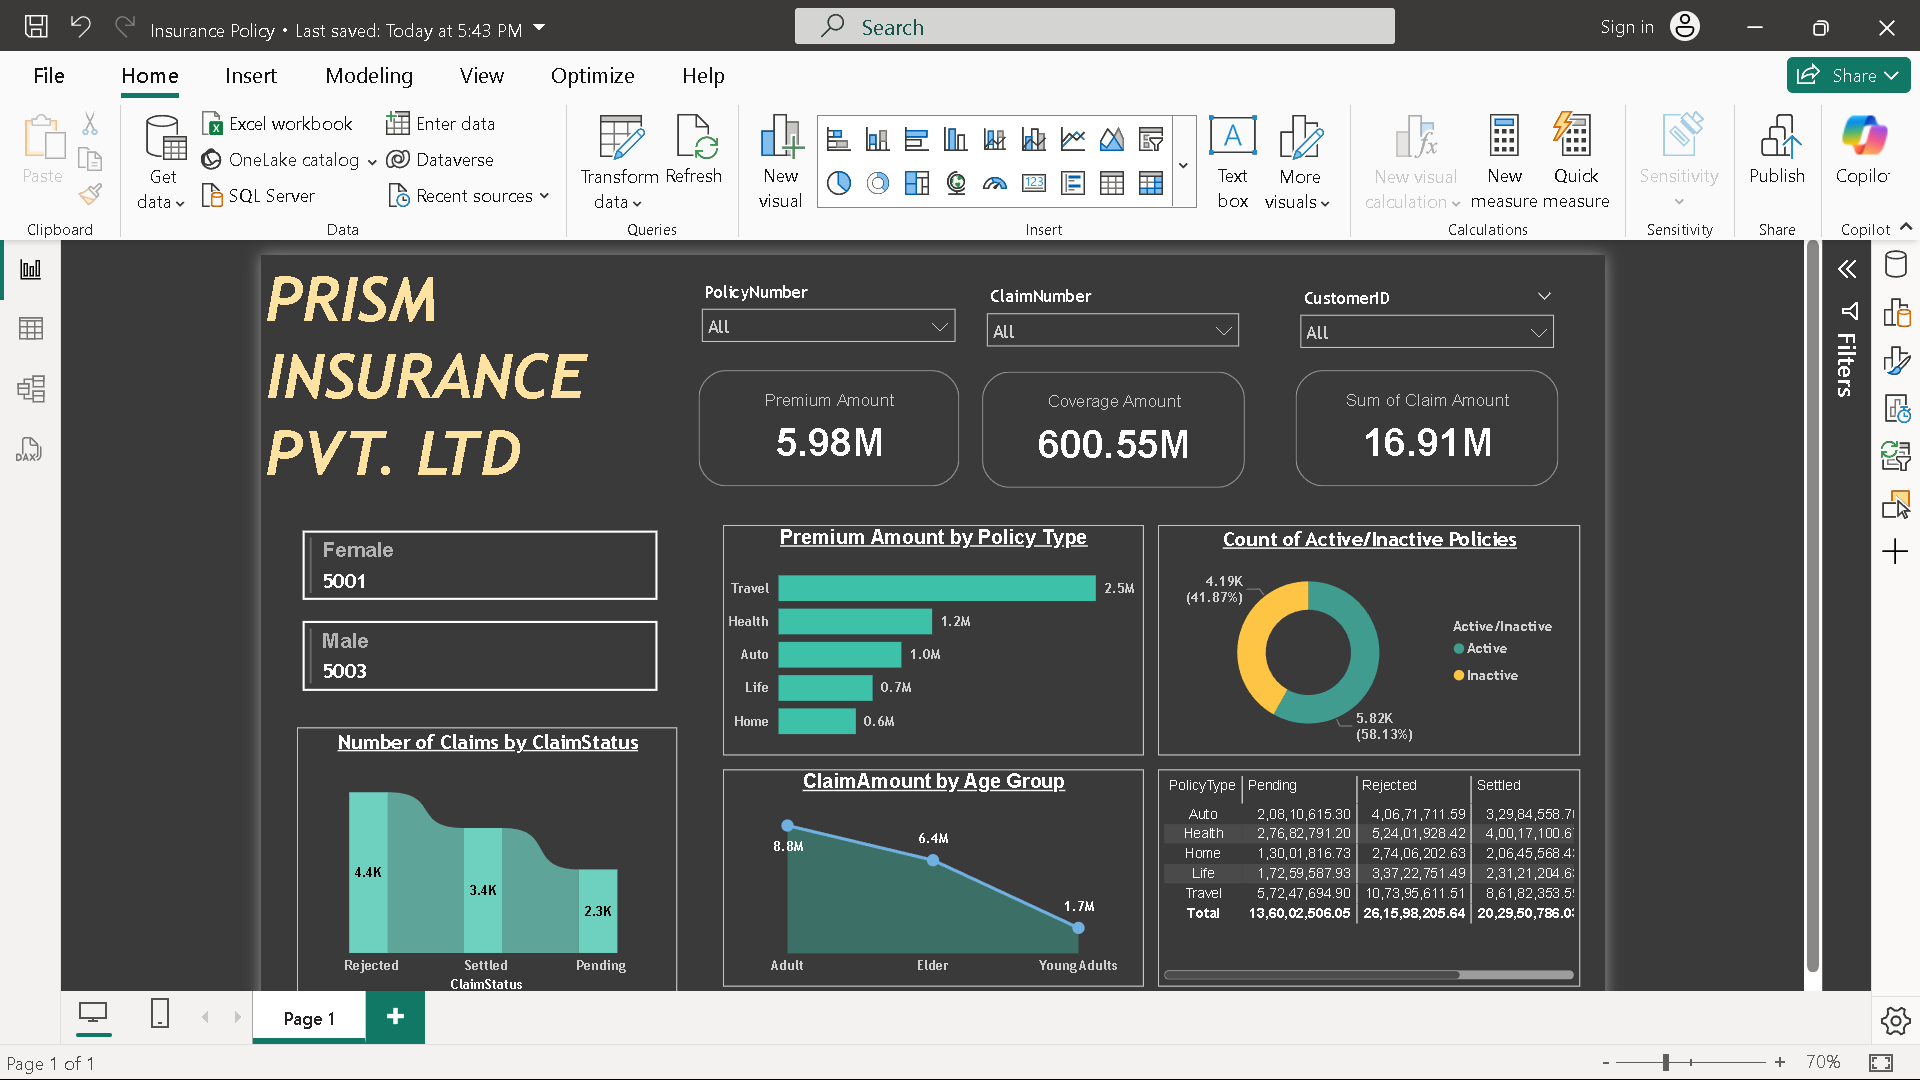 Insurance Policy • Last saved: Today at 5:43 PM
Search
Sign in
File Home Insert Modeling View Optimize Help
Share
Paste
Clipboard
Get data
Excel workbook
OneLake catalog
SQL Server
Enter data
Dataverse
Recent sources
Data
Transform data
Refresh
Queries
New visual
Text box
More visuals
Insert
New visual calculation
New measure
Quick measure
Calculations
Sensitivity
Sensitivity
Publish
Share
Copilot
Filters
PRISM
INSURANCE
PVT. LTD
PolicyNumber
All
ClaimNumber
All
CustomerID
All
Premium Amount
5.98M
Coverage Amount
600.55M
Sum of Claim Amount
16.91M
Female
5001
Male
5003
Premium Amount by Policy Type
Travel 2.5M
Health 1.2M
Auto 1.0M
Life 0.7M
Home 0.6M
Count of Active/Inactive Policies
4.19K
(41.87%)
5.82K
(58.13%)
Active/Inactive
Active
Inactive
Number of Claims by ClaimStatus
4.4K
3.4K
2.3K
Rejected Settled Pending
ClaimStatus
ClaimAmount by Age Group
8.8M
6.4M
1.7M
Adult Elder Young Adults
PolicyType Pending Rejected Settled
Auto 2,08,10,615.30 4,06,71,711.59 3,29,84,558.7
Health 2,76,82,791.20 5,24,01,928.42 4,00,17,100.6
Home 1,30,01,816.73 2,74,06,202.63 2,06,45,568.4
Life 1,72,59,587.93 3,37,22,751.49 2,31,21,204.6
Travel 5,72,47,694.90 10,73,95,611.51 8,61,82,353.5
Total 13,60,02,506.05 26,15,98,205.64 20,29,50,786.0
Page 1
Page 1 of 1
70%